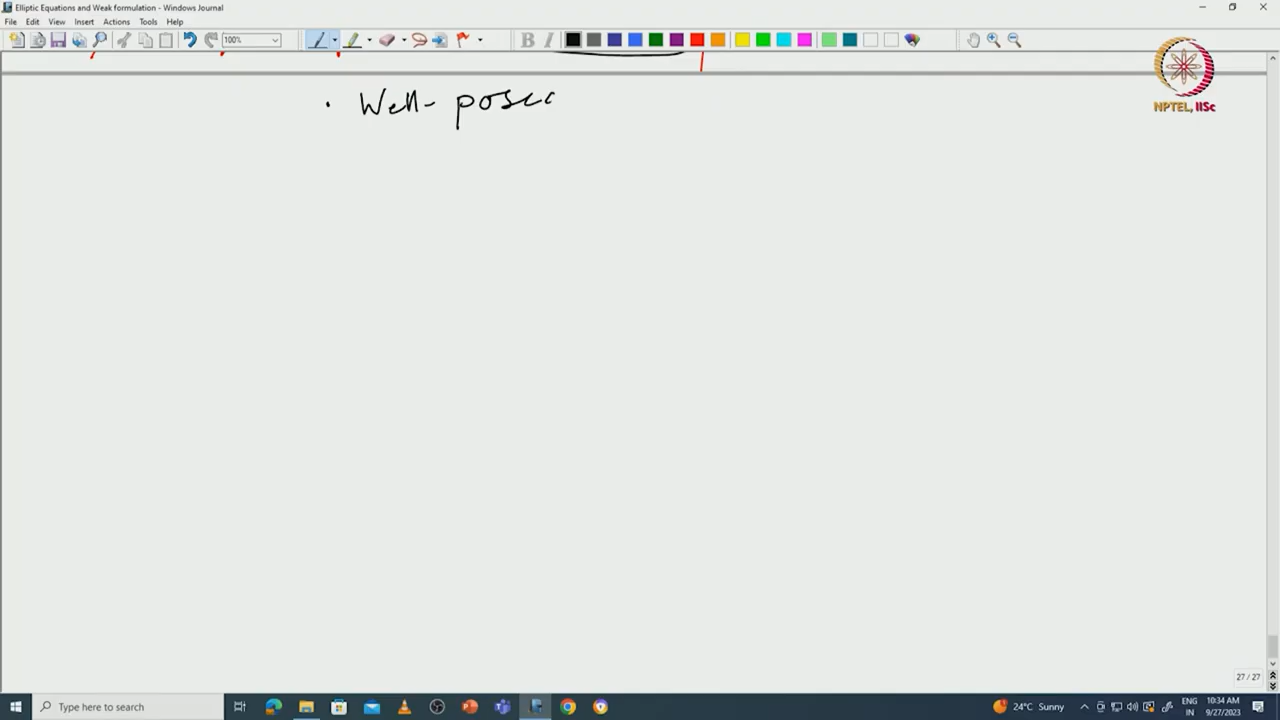 Elliptic Equations and Weak formulation - Windows Journal
File Edit View Insert Actions Tools Help
100%
B I
NPTEL, IISc
· Well-posed
27 / 27
Type here to search
24°C Sunny
ENG
IN
10:34 AM
9/27/2023